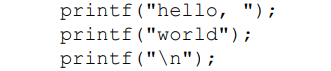 printf("hello, ");
printf("world");
printf("\n");